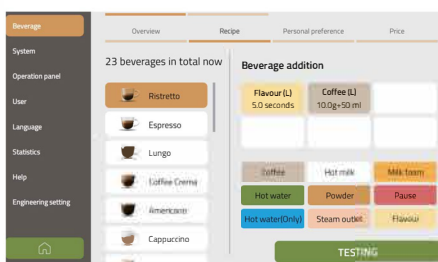 Beverage
System
Operation panel
User
Language
Statistics
Help
Engineering setting
Overview
Recipe
Personal preference
Price
23 beverages in total now
Ristretto
Espresso
Lungo
Coffee Crema
Americano
Cappuccino
Beverage addition
Flavour (L)
5.0 seconds
Coffee (L)
10.0g+50 ml
Coffee
Hot milk
Milk foam
Hot water
Powder
Pause
Hot water(Only)
Steam outlet
Flavour
TESTING